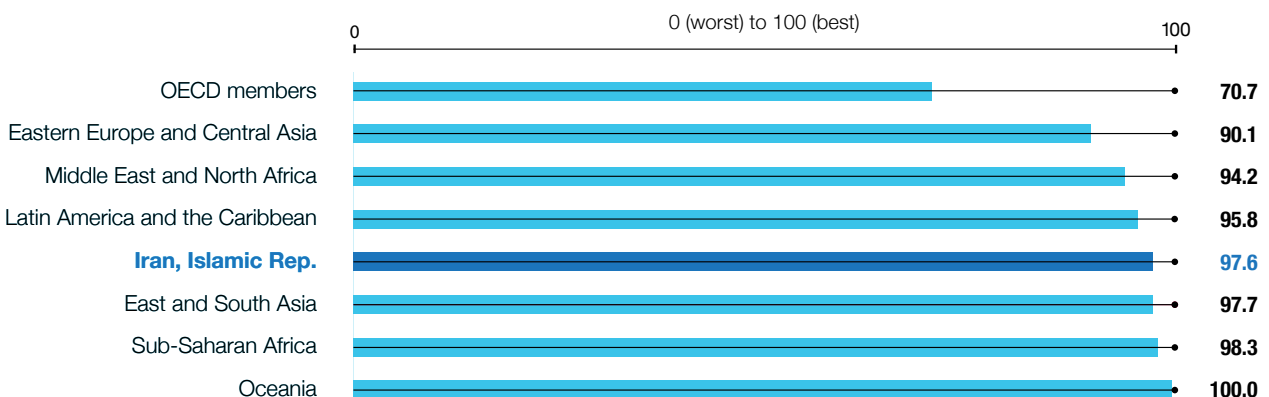 0 (worst) to 100 (best)
0 100
OECD members 70.7
Eastern Europe and Central Asia 90.1
Middle East and North Africa 94.2
Latin America and the Caribbean 95.8
Iran, Islamic Rep. 97.6
East and South Asia 97.7
Sub-Saharan Africa 98.3
Oceania 100.0